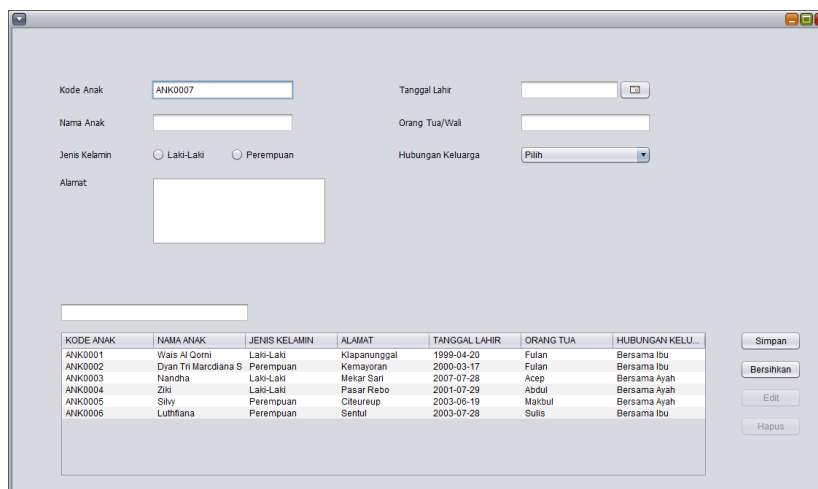 Kode Anak ANK0007 Tanggal Lahir
Nama Anak Orang Tua/Wali
Jenis Kelamin Laki-Laki Perempuan Hubungan Keluarga Pilih
Alamat
KODE ANAK NAMA ANAK JENIS KELAMIN ALAMAT TANGGAL LAHIR ORANG TUA HUBUNGAN KELU...
ANK0001 Wais Al Qorni Laki-Laki Klapanunggal 1999-04-20 Fulan Bersama Ibu
ANK0002 Dyan Tri Marcdiana S Perempuan Kemayoran 2000-03-17 Fulan Bersama Ibu
ANK0003 Nandha Laki-Laki Mekar Sari 2007-07-28 Acep Bersama Ayah
ANK0004 Ziki Laki-Laki Pasar Rebo 2001-07-29 Abdul Bersama Ayah
ANK0005 Silvy Perempuan Citeureup 2003-06-19 Makbul Bersama Ayah
ANK0006 Luthfiana Perempuan Sentul 2003-07-28 Sulis Bersama Ibu
Simpan
Bersihkan
Edit
Hapus